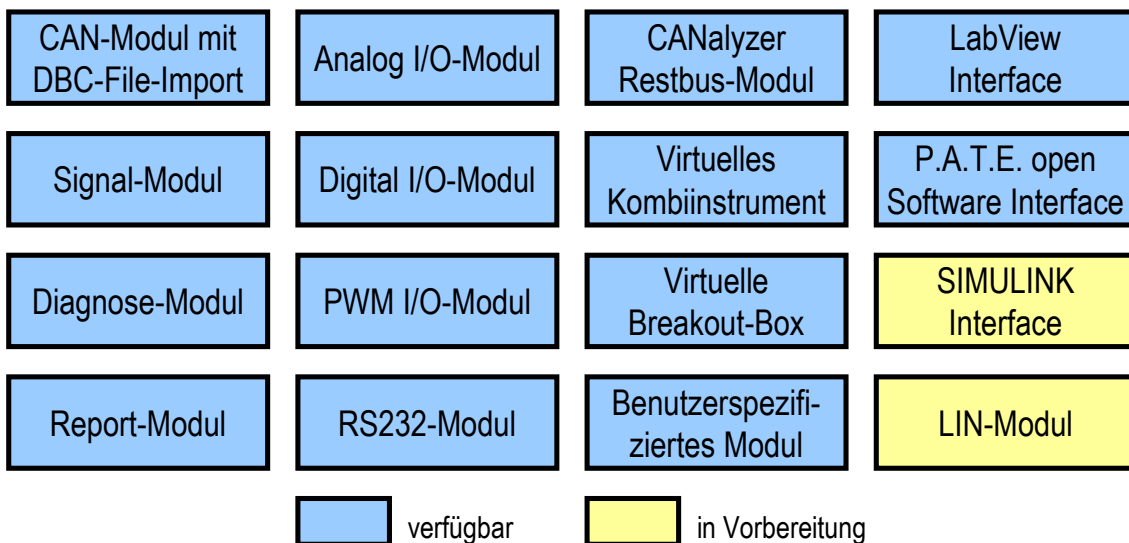 CAN-Modul mit
DBC-File-Import
Analog I/O-Modul
CANalyzer
Restbus-Modul
LabView
Interface
Signal-Modul
Digital I/O-Modul
Virtuelles
Kombiinstrument
P.A.T.E. open
Software Interface
Diagnose-Modul
PWM I/O-Modul
Virtuelle
Breakout-Box
SIMULINK
Interface
Report-Modul
RS232-Modul
Benutzerspezifi-
ziertes Modul
LIN-Modul
verfügbar
in Vorbereitung